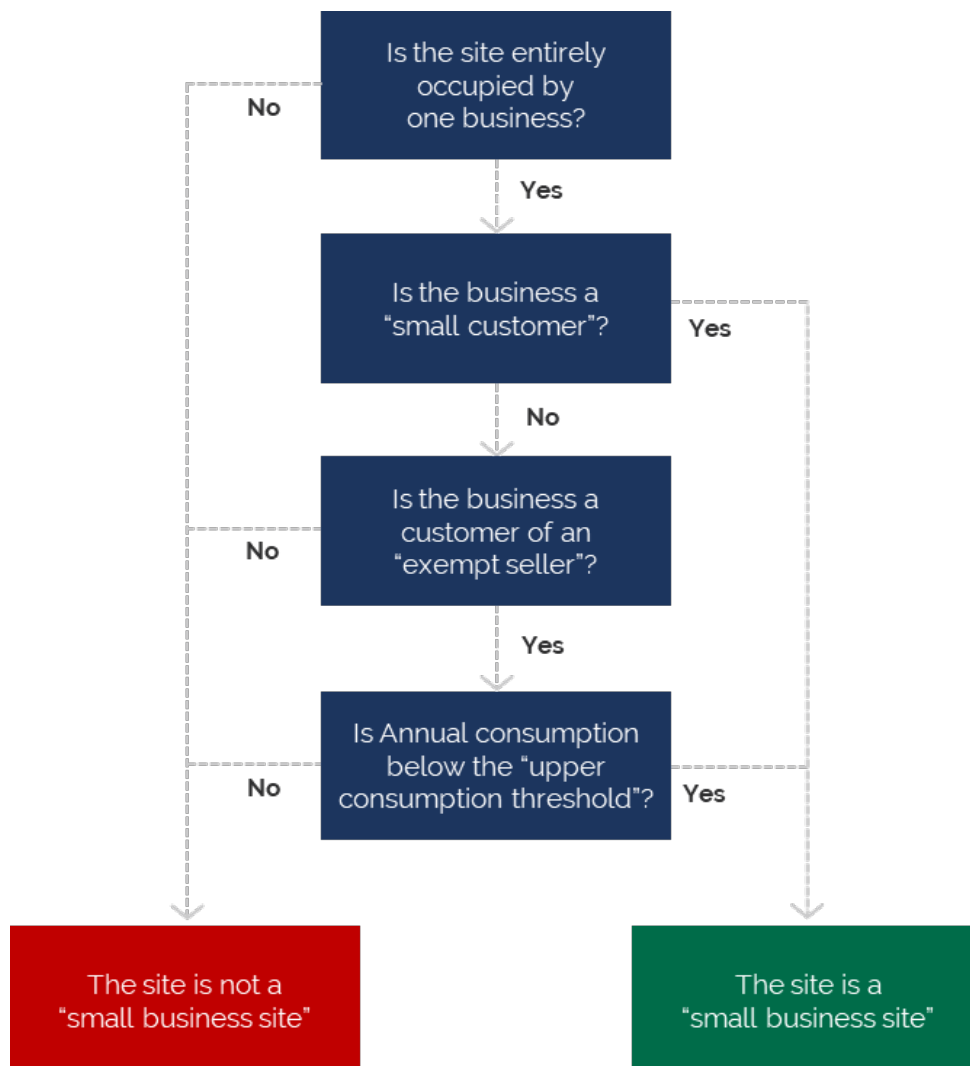 Is the site entirely
occupied by
one business?
No
Yes
Is the business a
“small customer”?
Yes
No
Is the business a
customer of an
“exempt seller”?
No
Yes
Is Annual consumption
below the “upper
consumption threshold”?
No
Yes
The site is not a
“small business site”
The site is a
“small business site”